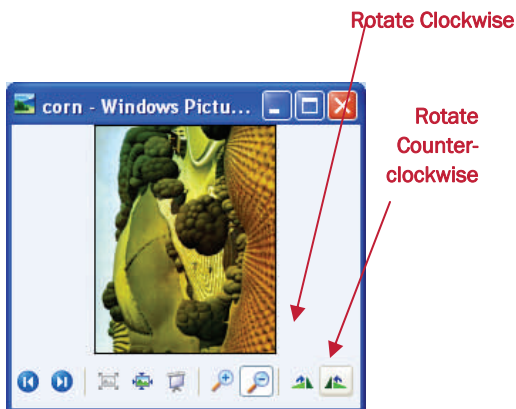 Rotate Clockwise
corn - Windows Pictu...
Rotate
Counter-
clockwise